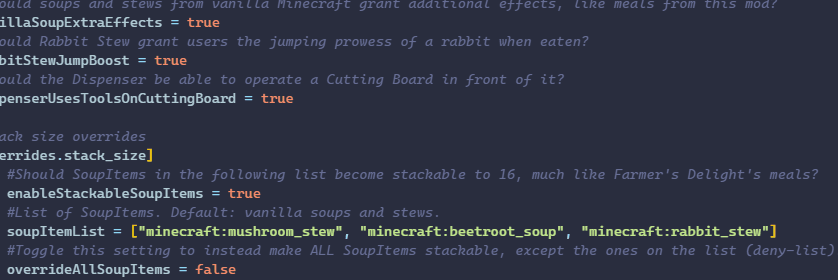 ould soups and stews from vanilla Minecraft grant additional effects, like meals from this mod?
illaSoupExtraEffects = true
ould Rabbit Stew grant users the jumping prowess of a rabbit when eaten?
bitStewJumpBoost = true
ould the Dispenser be able to operate a Cutting Board in front of it?
penserUsesToolsOnCuttingBoard = true
ack size overrides
errides.stack_size]
#Should SoupItems in the following list become stackable to 16, much like Farmer's Delight's meals?
enableStackableSoupItems = true
#List of SoupItems. Default: vanilla soups and stews.
soupItemList = ["minecraft:mushroom_stew", "minecraft:beetroot_soup", "minecraft:rabbit_stew"]
#Toggle this setting to instead make ALL SoupItems stackable, except the ones on the list (deny-list)
overrideAllSoupItems = false